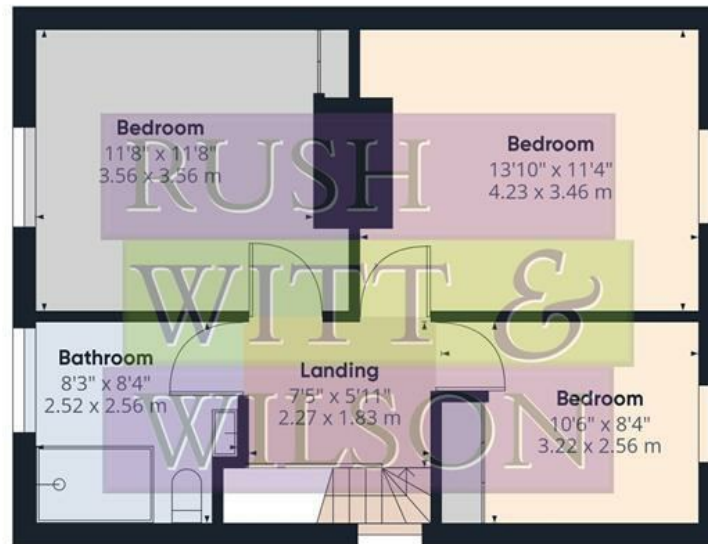 Bedroom
11'8" x 11'8"
3.56 x 3.56 m
Bedroom
13'10" x 11'4"
4.23 x 3.46 m
RUSH
WITT &
WILSON
Bathroom
8'3" x 8'4"
2.52 x 2.56 m
Landing
7'5" x 5'11"
2.27 x 1.83 m
Bedroom
10'6" x 8'4"
3.22 x 2.56 m